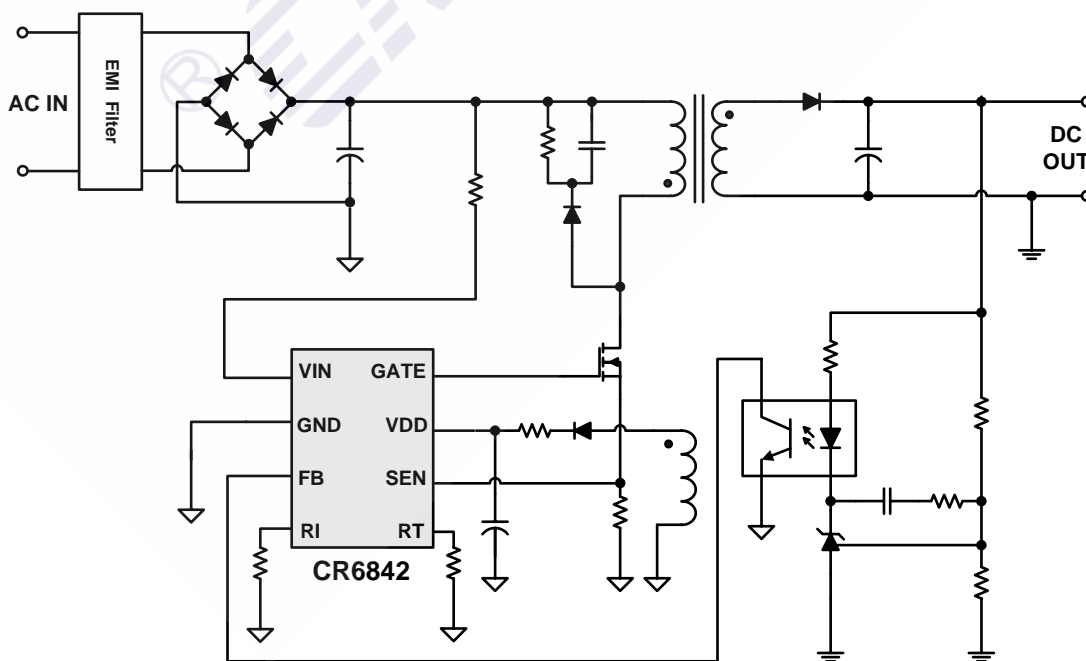 AC IN
EMI Filter
DC
OUT
®
VIN
GATE
GND
VDD
FB
SEN
RI
RT
CR6842